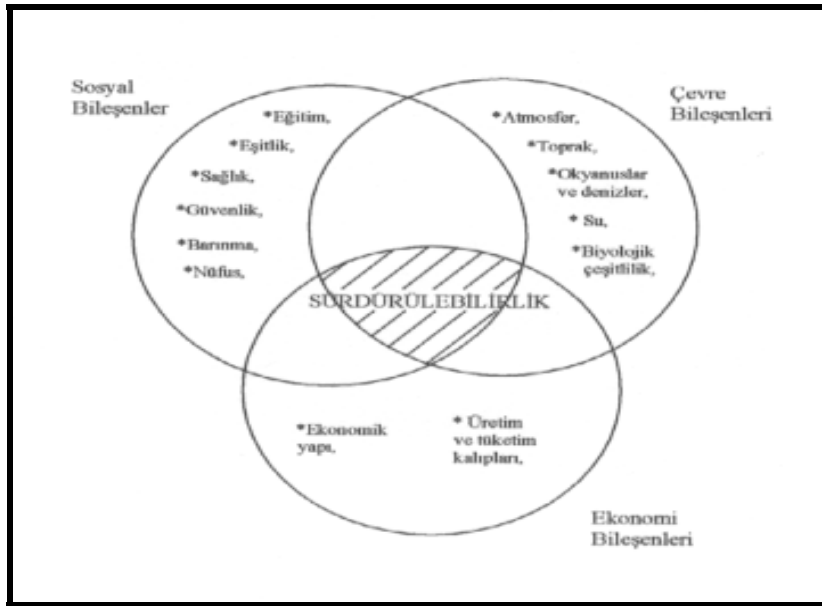 Sosyal
Bileşenler
*Eğitim,
*Eşitlik,
*Sağlık,
*Güvenlik,
*Barınma,
*Nüfus,
Çevre
Bileşenleri
*Atmosfer,
*Toprak,
*Okyanuslar
ve denizler,
* Su,
*Biyolojik
çeşitlilik,
SÜRDÜRÜLEBİLİRLİK
*Ekonomik
yapı,
* Üretim
ve tüketim
kalıpları,
Ekonomi
Bileşenleri